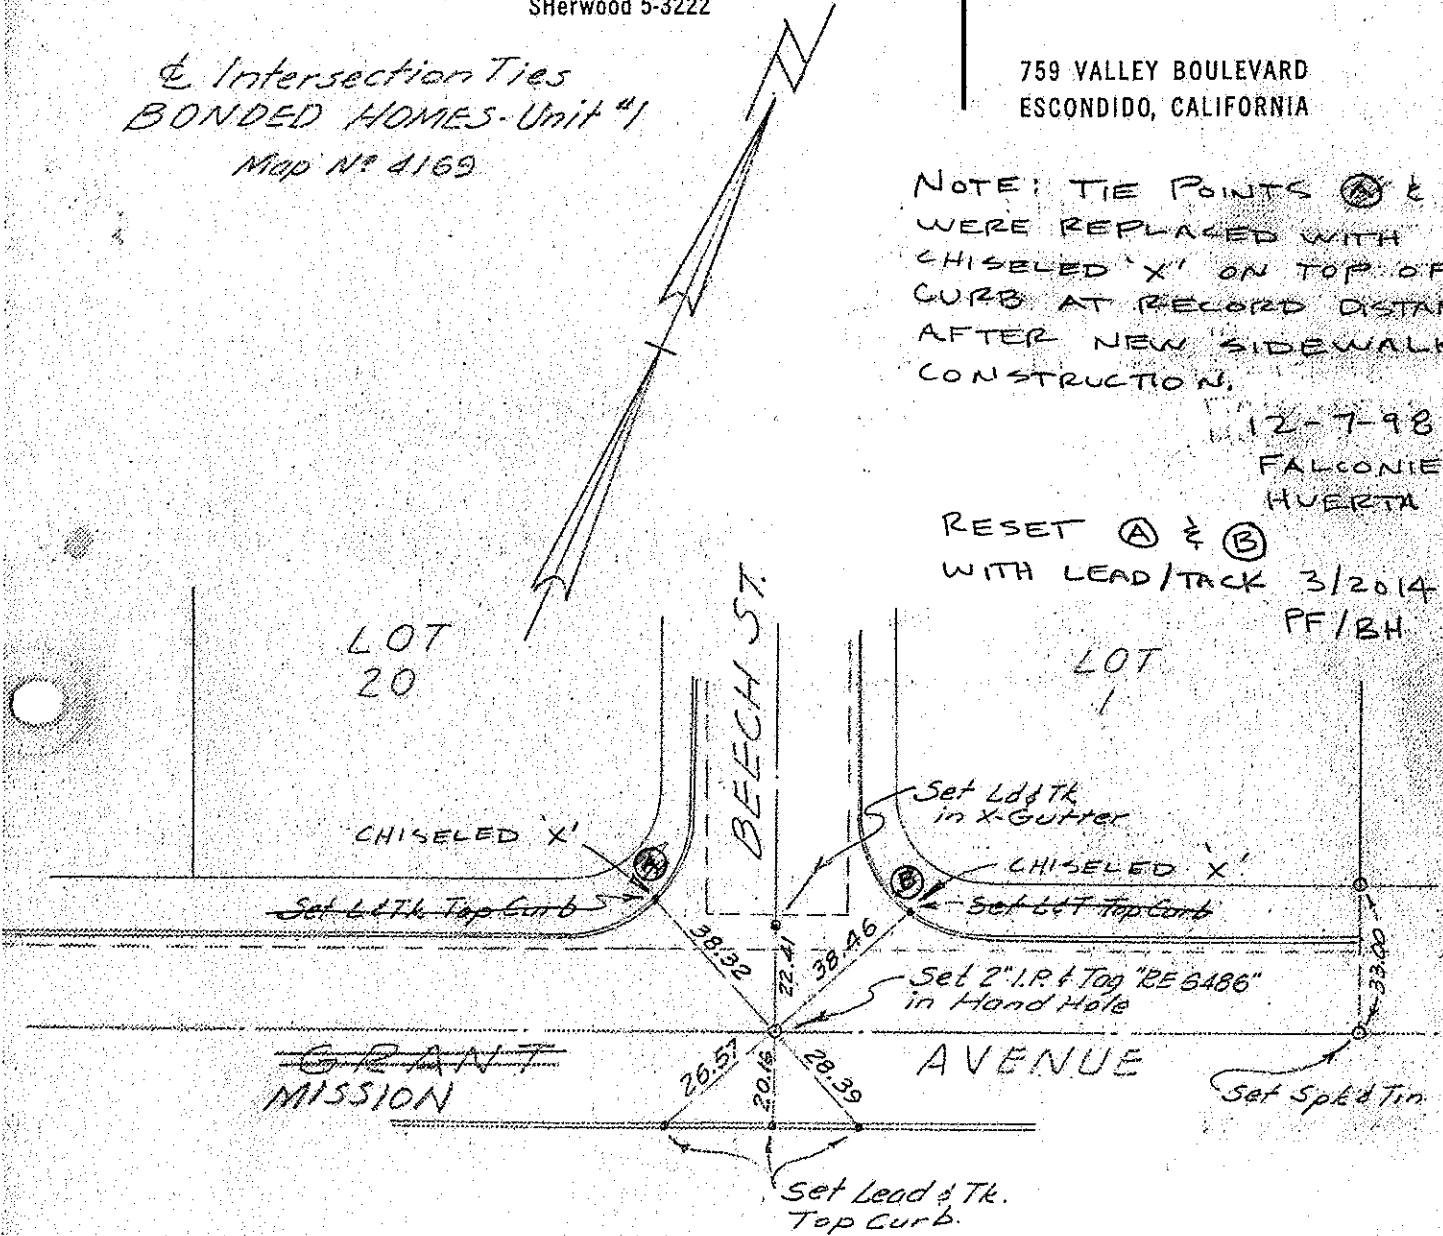 SHerwood 5-3222
759 VALLEY BOULEVARD
ESCONDIDO, CALIFORNIA
℄ Intersection Ties
BONDED HOMES-Unit #1
Map Nº 4169
NOTE: TIE POINTS Ⓐ &
WERE REPLACED WITH
CHISELED 'X' ON TOP OF
CURB AT RECORD DISTAN
AFTER NEW SIDEWALK
CONSTRUCTION.
12-7-98
FALCONIE
HUERTA
RESET Ⓐ & Ⓑ
WITH LEAD/TACK 3/2014
PF/BH
LOT
20
BEECH ST.
LOT
1
Set Ld & Tk
in X-Gutter
CHISELED 'X'
Ⓐ
Set L&Tk Top Curb
Ⓑ
CHISELED 'X'
Set L&T Top Curb
38.32
22.41
38.46
33.00
Set 2" I.P. & Tag "RE 6486"
in Hand Hole
GRANT
MISSION
AVENUE
26.57
20.16
28.39
Set Spk & Tin
Set Lead & Tk.
Top Curb.